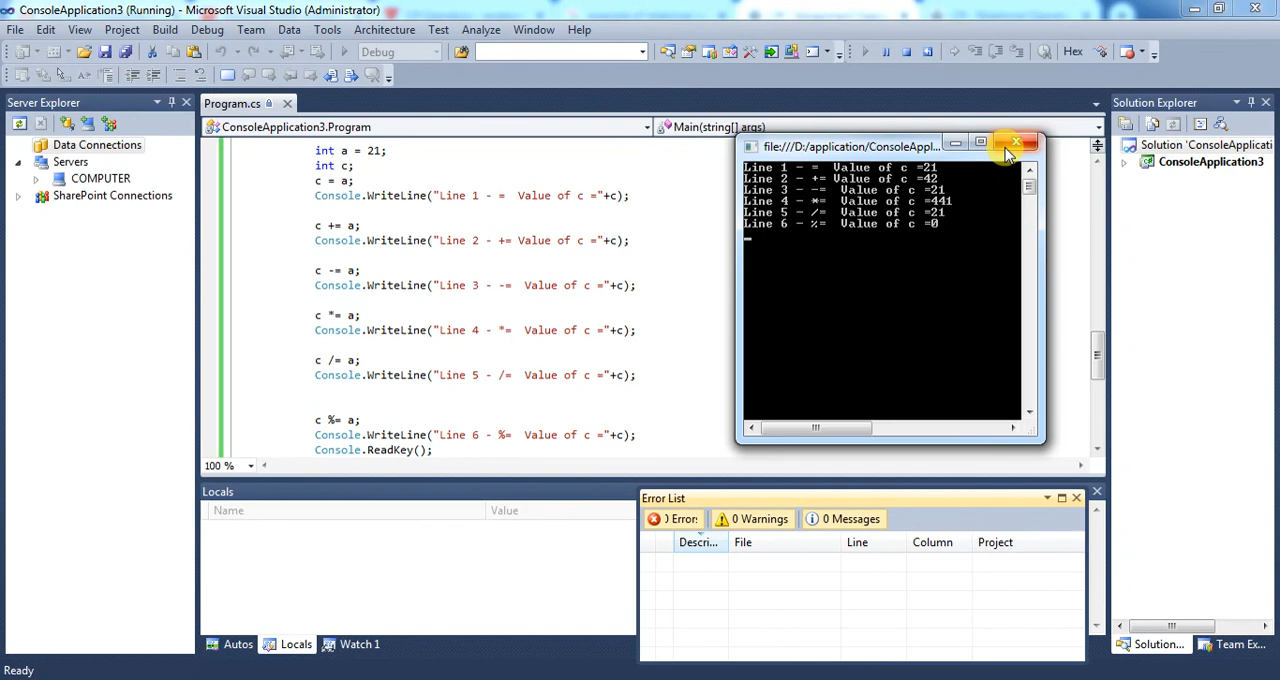 ConsoleApplication3 (Running) - Microsoft Visual Studio (Administrator)
File Edit View Project Build Debug Team Data Tools Architecture Test Analyze Window Help
Debug
Hex
Server Explorer
Data Connections
Servers
COMPUTER
SharePoint Connections
Program.cs
ConsoleApplication3.Program
Main(string[] args)
int a = 21;
int c;
c = a;
Console.WriteLine("Line 1 - =  Value of c ="+c);
c += a;
Console.WriteLine("Line 2 - += Value of c ="+c);
c -= a;
Console.WriteLine("Line 3 - -=  Value of c ="+c);
c *= a;
Console.WriteLine("Line 4 - *=  Value of c ="+c);
c /= a;
Console.WriteLine("Line 5 - /=  Value of c ="+c);
c %= a;
Console.WriteLine("Line 6 - %=  Value of c ="+c);
Console.ReadKey();
100 %
file:///D:/application/ConsoleAppl...
Line 1 - =  Value of c =21
Line 2 - += Value of c =42
Line 3 - -=  Value of c =21
Line 4 - *=  Value of c =441
Line 5 - /=  Value of c =21
Line 6 - %=  Value of c =0
Solution Explorer
Solution 'ConsoleApplicati
ConsoleApplication3
Locals
Name Value
Autos Locals Watch 1
Error List
0 Error: 0 Warnings 0 Messages
Descri... File Line Column Project
Solution... Team Ex...
Ready